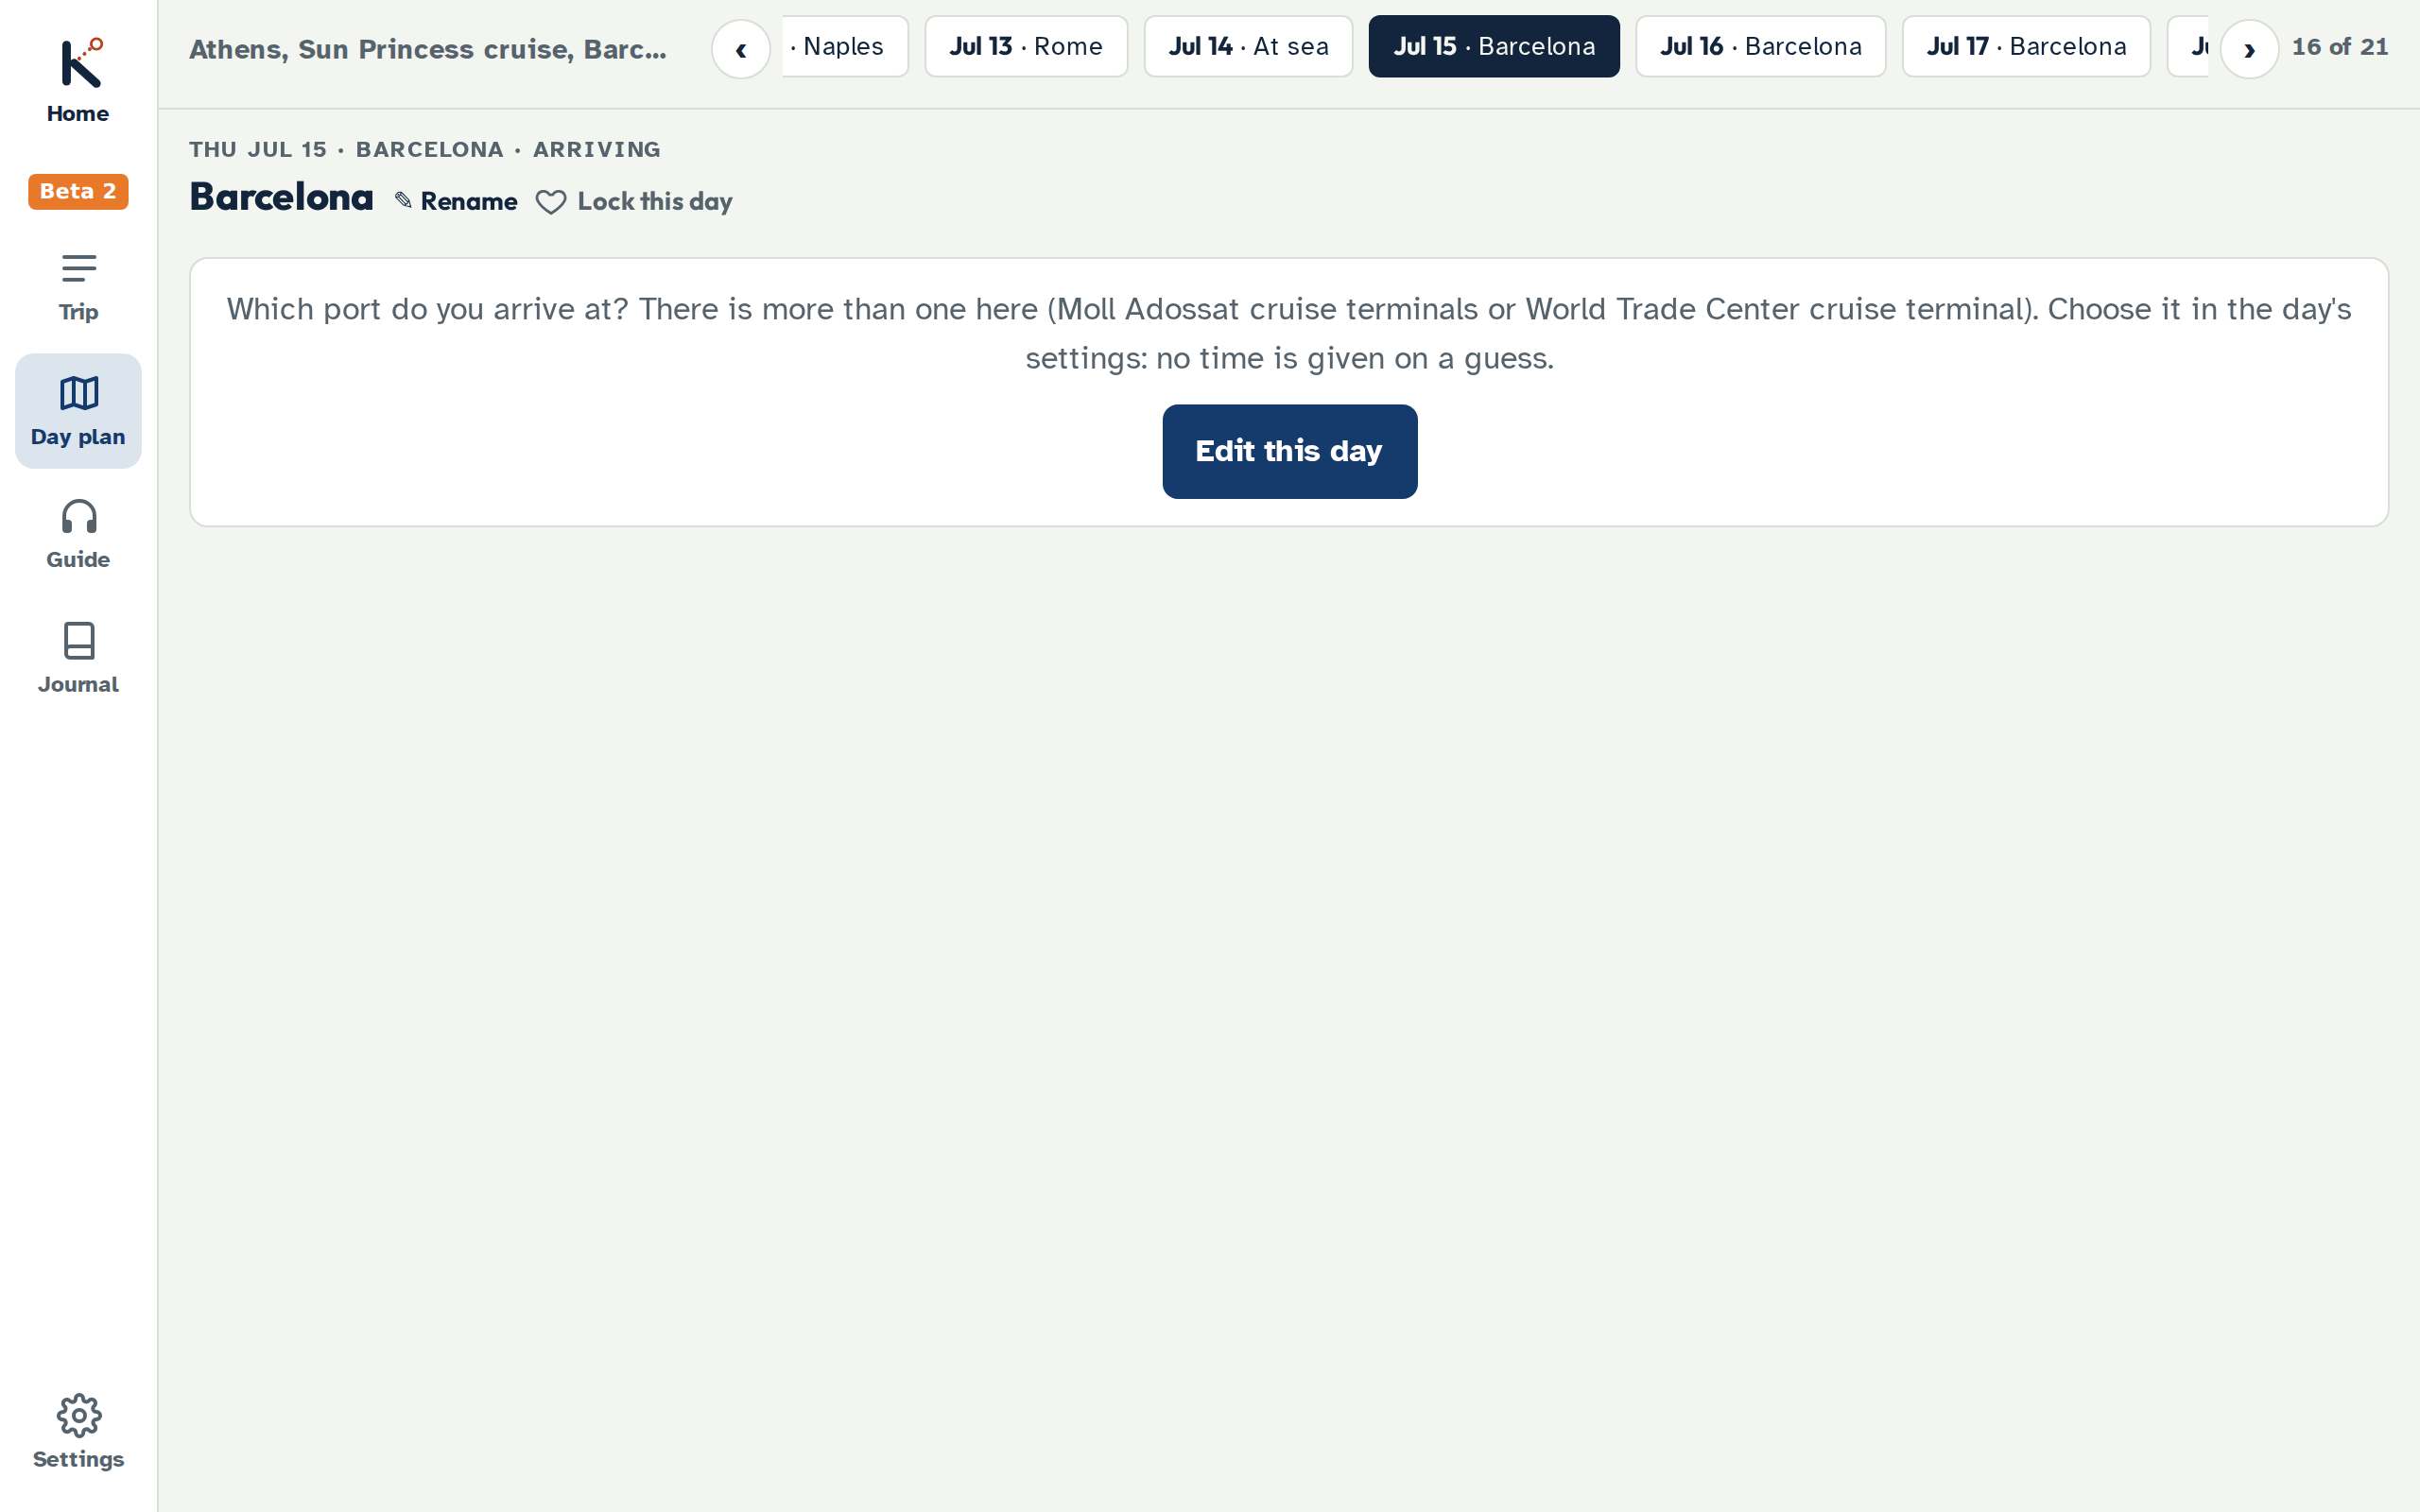 Athens, Sun Princess cruise, Barc...
‹
· Naples
Jul 13 · Rome
Jul 14 · At sea
Jul 15 · Barcelona
Jul 16 · Barcelona
Jul 17 · Barcelona
›
16 of 21
Home
Beta 2
Trip
Day plan
Guide
Journal
Settings
THU JUL 15 · BARCELONA · ARRIVING
Barcelona ✎ Rename Lock this day
Which port do you arrive at? There is more than one here (Moll Adossat cruise terminals or World Trade Center cruise terminal). Choose it in the day's
settings: no time is given on a guess.
Edit this day